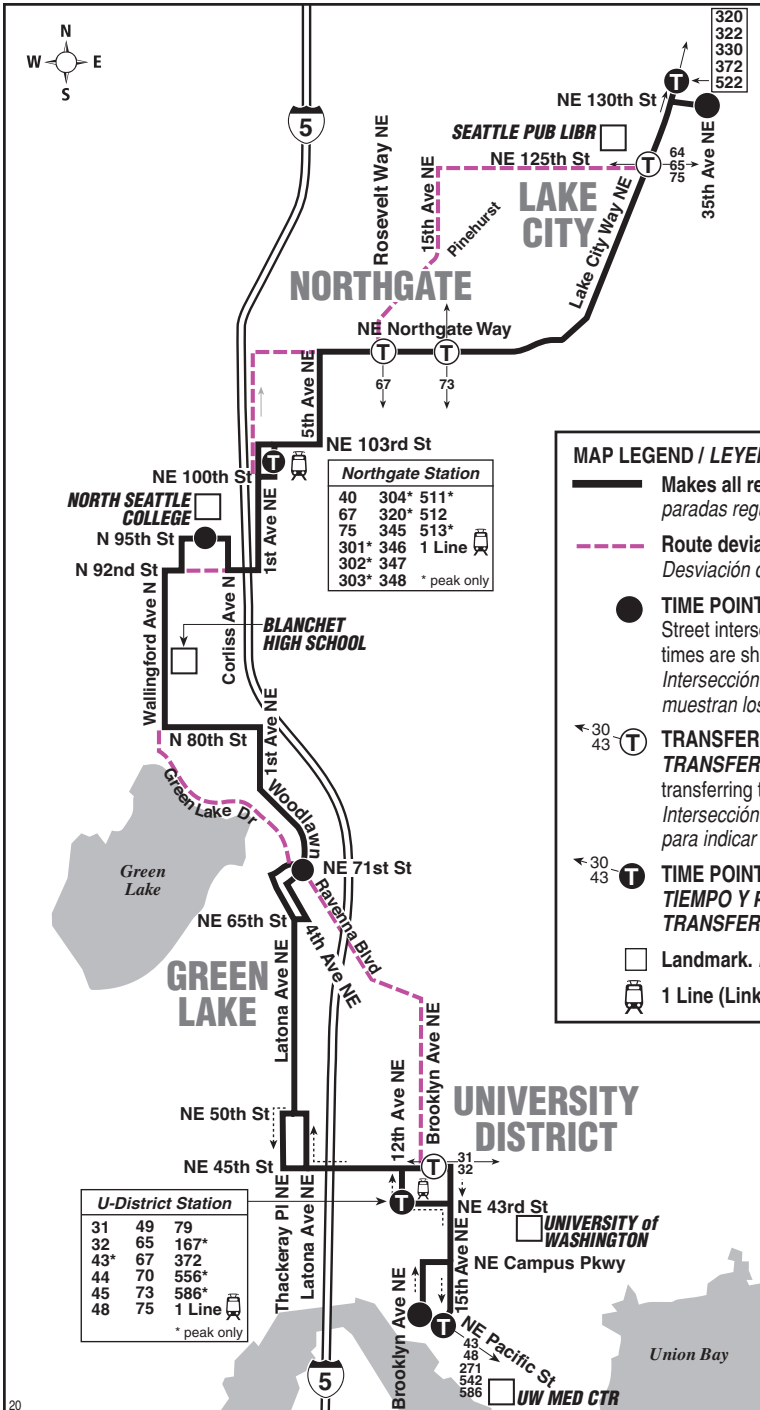 N
W E
S
320
322
330
372
522
5
NE 130th St
SEATTLE PUB LIBR
NE 125th St
64
65
75
35th Ave NE
Rosevelt Way NE
15th Ave NE
Pinehurst
LAKE
CITY
Lake City Way NE
NORTHGATE
NE Northgate Way
67
73
5th Ave NE
NE 103rd St
NE 100th St
Northgate Station
40 304* 511*
67 320* 512
75 345 513*
301* 346 1 Line
302* 347
303* 348 * peak only
NORTH SEATTLE
COLLEGE
N 95th St
1st Ave NE
N 92nd St
Wallingford Ave N
Corliss Ave N
BLANCHET
HIGH SCHOOL
N 80th St
1st Ave NE
Woodlawn
Green Lake Dr
Green
Lake
NE 71st St
Ravenna Blvd
NE 65th St
4th Ave NE
GREEN
LAKE
Latona Ave NE
12th Ave NE
Brooklyn Ave NE
UNIVERSITY
DISTRICT
NE 50th St
NE 45th St
31
32
T
U-District Station
31 49 79
32 65 167*
43* 67 372
44 70 556*
45 73 586*
48 75 1 Line
* peak only
Thackeray Pl NE
Latona Ave NE
NE 43rd St
UNIVERSITY of
WASHINGTON
15th Ave NE
NE Campus Pkwy
Brooklyn Ave NE
NE Pacific St
43
48
271
542
586
UW MED CTR
Union Bay
5
20
MAP LEGEND / LEYE
Makes all re
paradas regu
Route devia
Desviación d
TIME POINT
Street interse
times are sh
Intersección
muestran los
30
43
T
TRANSFER
TRANSFER
transferring t
Intersección
para indicar
30
43
T
TIME POINT
TIEMPO Y P
TRANSFER
Landmark.
1 Line (Link